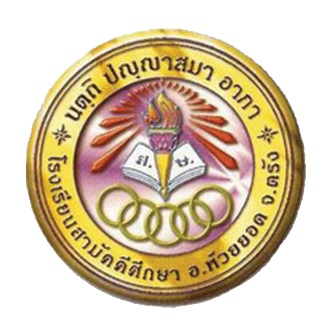 นตฺถิ ปญฺญาสมา อาภา
ส. ษ.
โรงเรียนสามัคคีศึกษา อ.ห้วยยอด จ.ตรัง